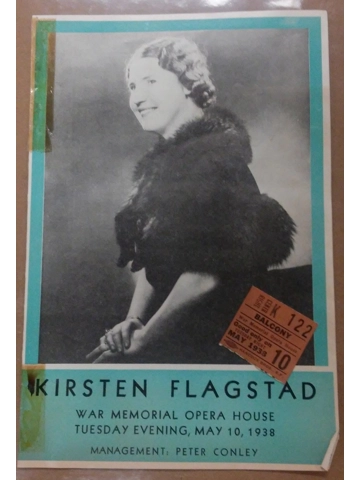 K 122
BALCONY
MAY 1938
10
KIRSTEN FLAGSTAD
WAR MEMORIAL OPERA HOUSE
TUESDAY EVENING, MAY 10, 1938
MANAGEMENT: PETER CONLEY